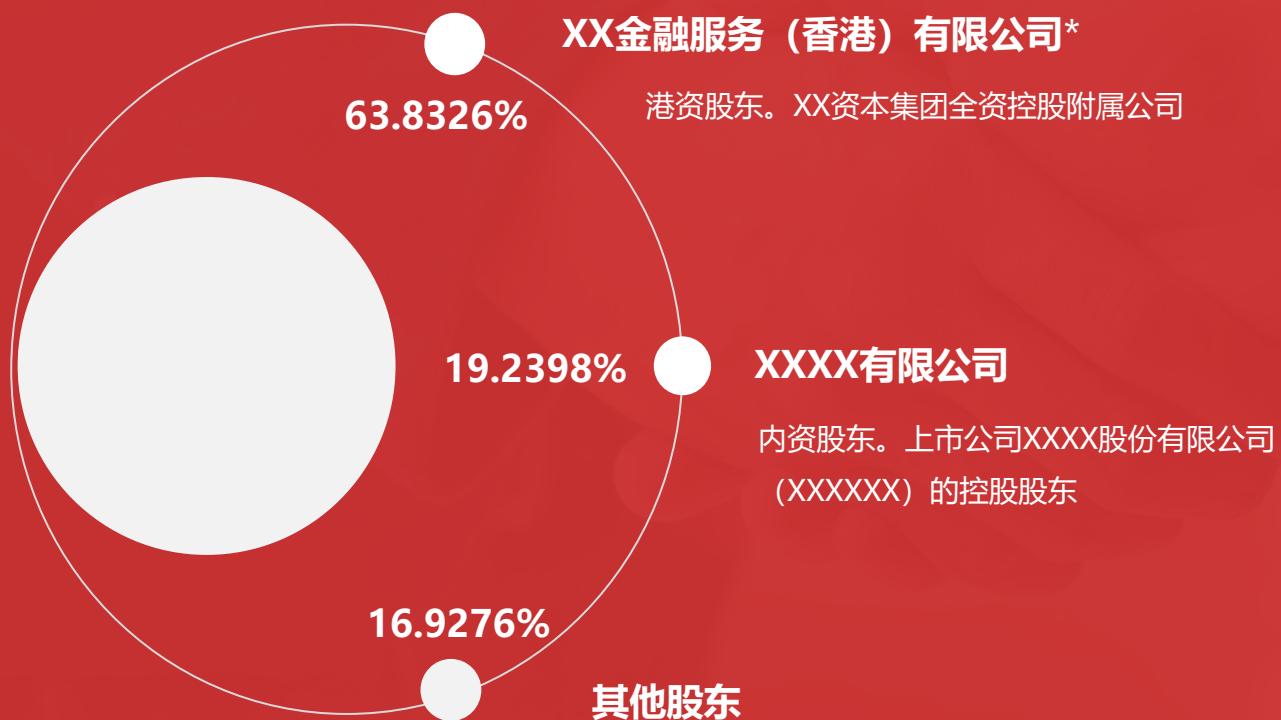 XX金融服务（香港）有限公司*
63.8326%
港资股东。XX资本集团全资控股附属公司
19.2398%
XXXX有限公司
内资股东。上市公司XXXX股份有限公司
（XXXXXX）的控股股东
16.9276%
其他股东